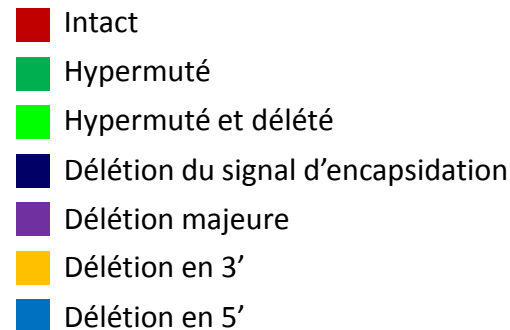 Intact
Hypermuté
Hypermuté et délété
Délétion du signal d’encapsidation
Délétion majeure
Délétion en 3’
Délétion en 5’